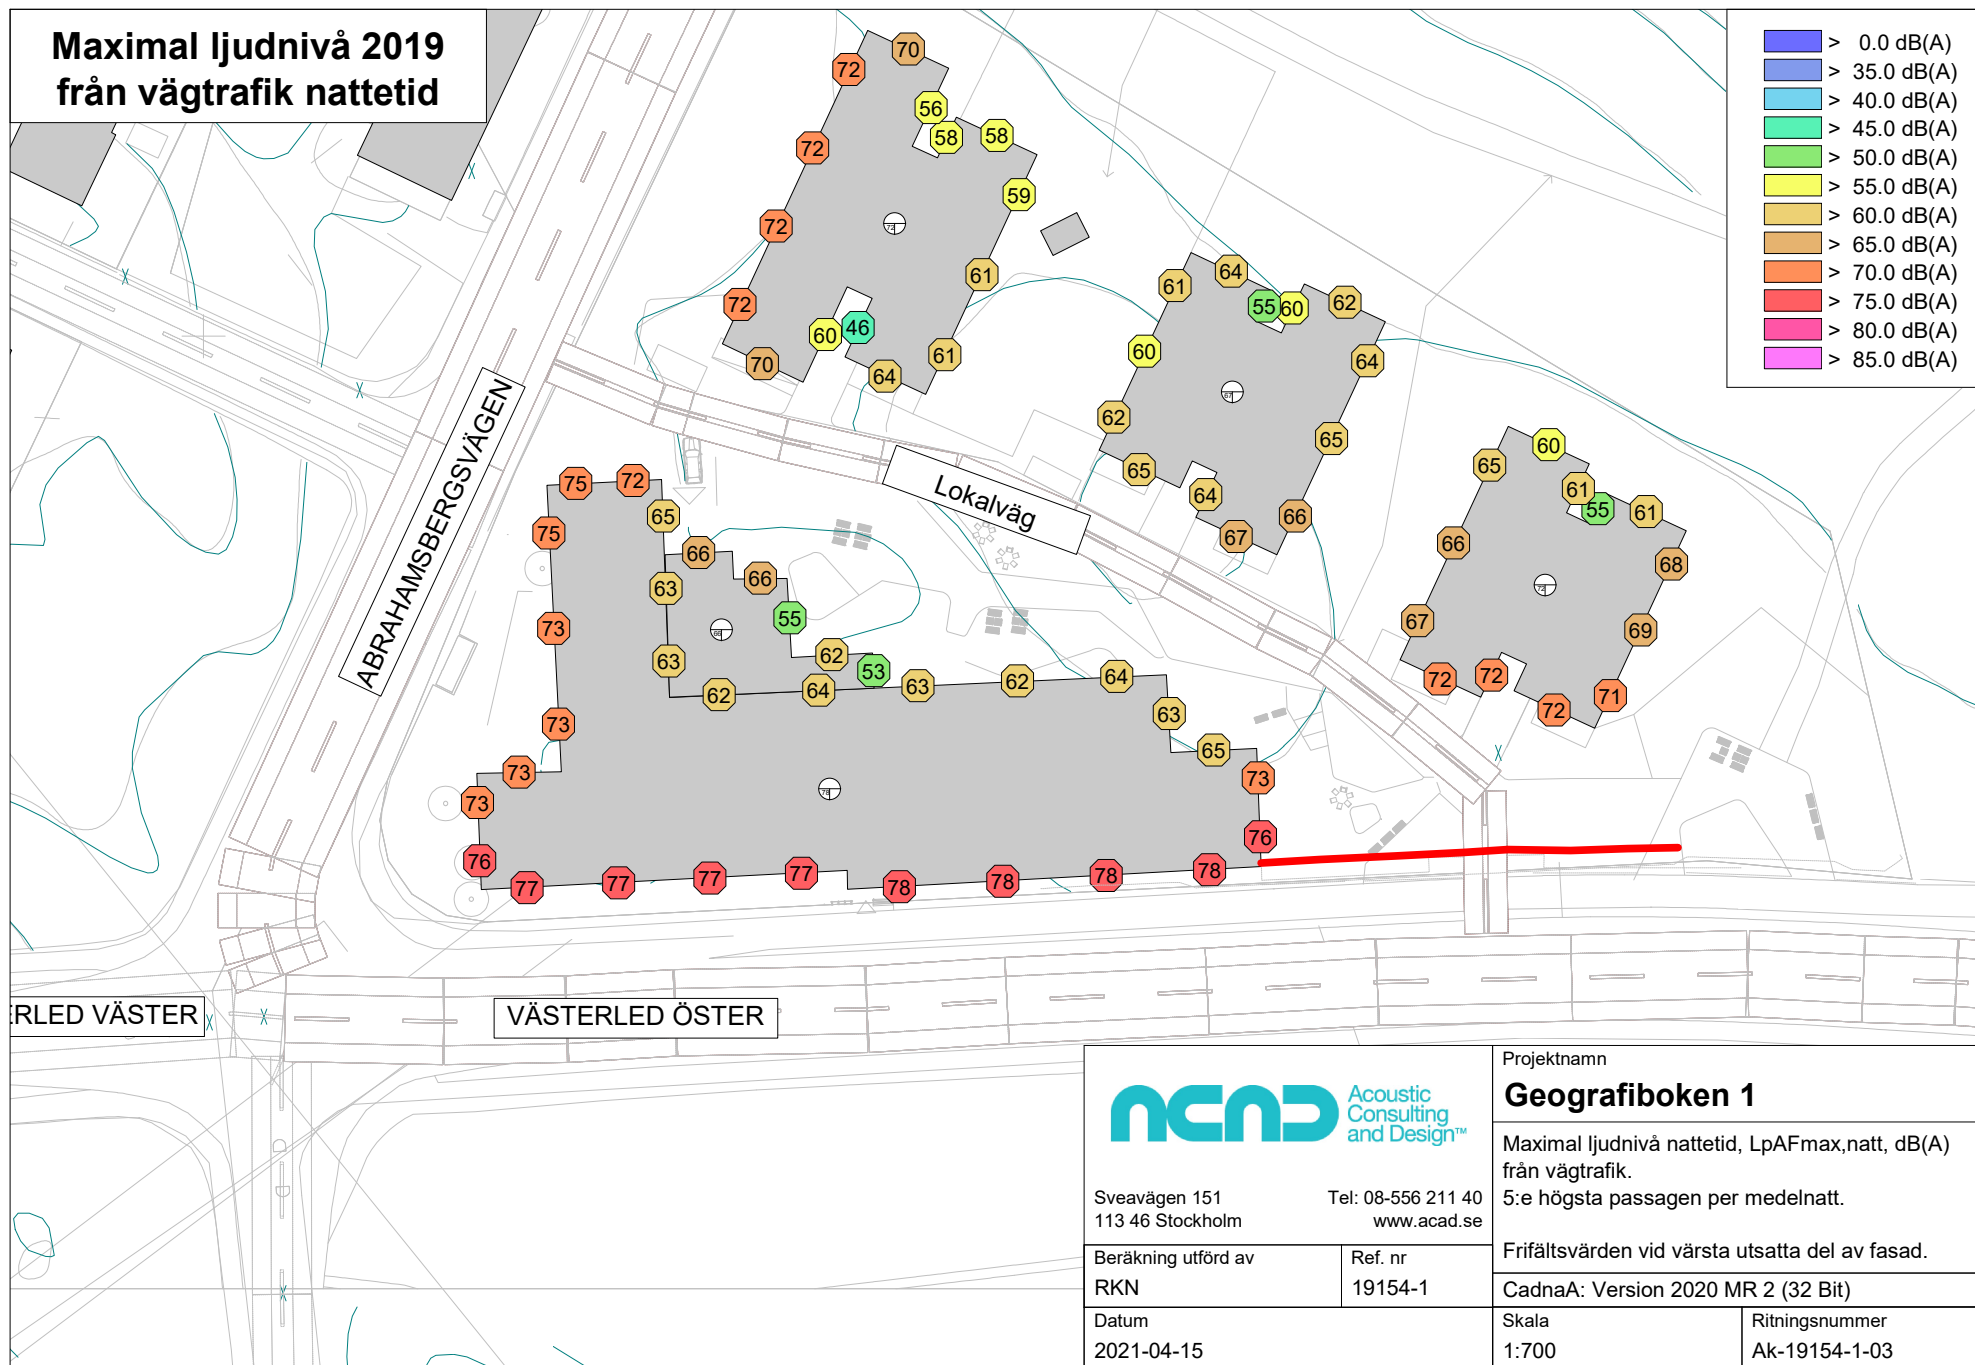 Maximal ljudnivå 2019
från vägtrafik nattetid
> 0.0 dB(A)
> 35.0 dB(A)
> 40.0 dB(A)
> 45.0 dB(A)
> 50.0 dB(A)
> 55.0 dB(A)
> 60.0 dB(A)
> 65.0 dB(A)
> 70.0 dB(A)
> 75.0 dB(A)
> 80.0 dB(A)
> 85.0 dB(A)
70
72
56
58
58
72
59
72
72
61
72
60
46
61
70
64
64
61
55
60
62
60
64
62
65
65
64
66
67
67
60
65
61
55
61
66
68
72
67
69
72
72
72
71
ABRAHAMSBERGSVÄGEN
Lokalväg
75
72
75
65
66
66
63
55
73
66
63
62
53
62
64
63
62
64
73
63
65
73
73
73
78
76
76
77
77
77
77
78
78
78
78
ERLED VÄSTER
VÄSTERLED ÖSTER
ACAD
Acoustic
Consulting
and Design™
Sveavägen 151
113 46 Stockholm
Tel: 08-556 211 40
www.acad.se
Projektnamn
Geografiboken 1
Maximal ljudnivå nattetid, LpAFmax,natt, dB(A)
från vägtrafik.
5:e högsta passagen per medelnatt.
Frifältsvärden vid värsta utsatta del av fasad.
Beräkning utförd av
RKN
Ref. nr
19154-1
CadnaA: Version 2020 MR 2 (32 Bit)
Datum
2021-04-15
Skala
1:700
Ritningsnummer
Ak-19154-1-03